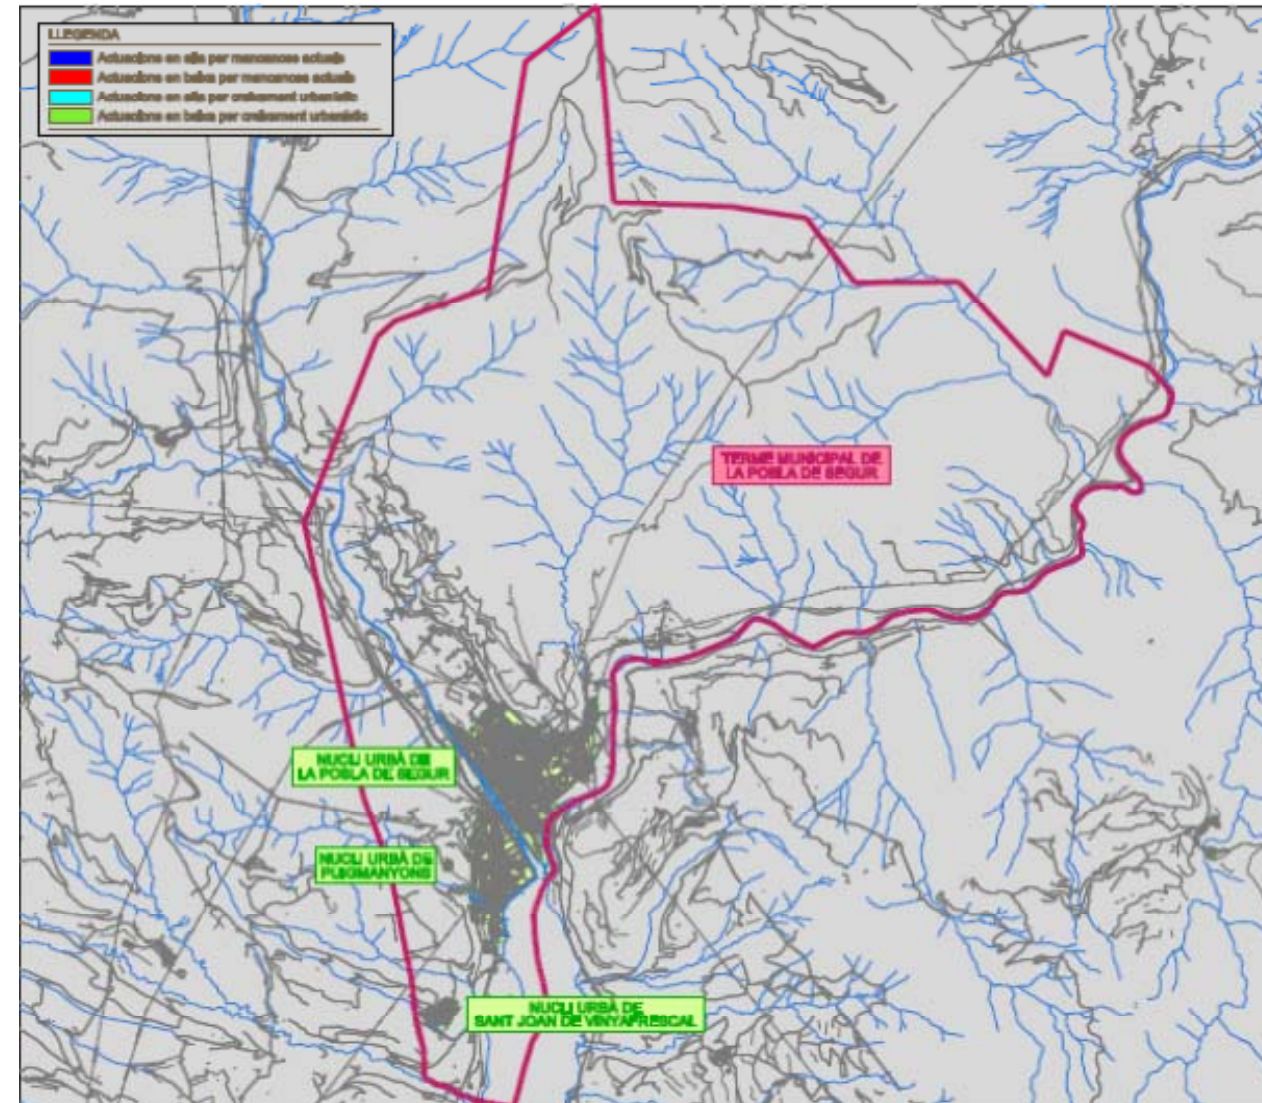 LLEGENDA
Actuacions en alta per mancances actuals
Actuacions en baixa per mancances actuals
Actuacions en alta per creixement urbanístic
Actuacions en baixa per creixement urbanístic
TERME MUNICIPAL DE
LA POBLA DE SEGUR
NUCLI URBÀ DE
LA POBLA DE SEGUR
NUCLI URBÀ DE
PUIGMANYONS
NUCLI URBÀ DE
SANT JOAN DE VINYAFRESCAL